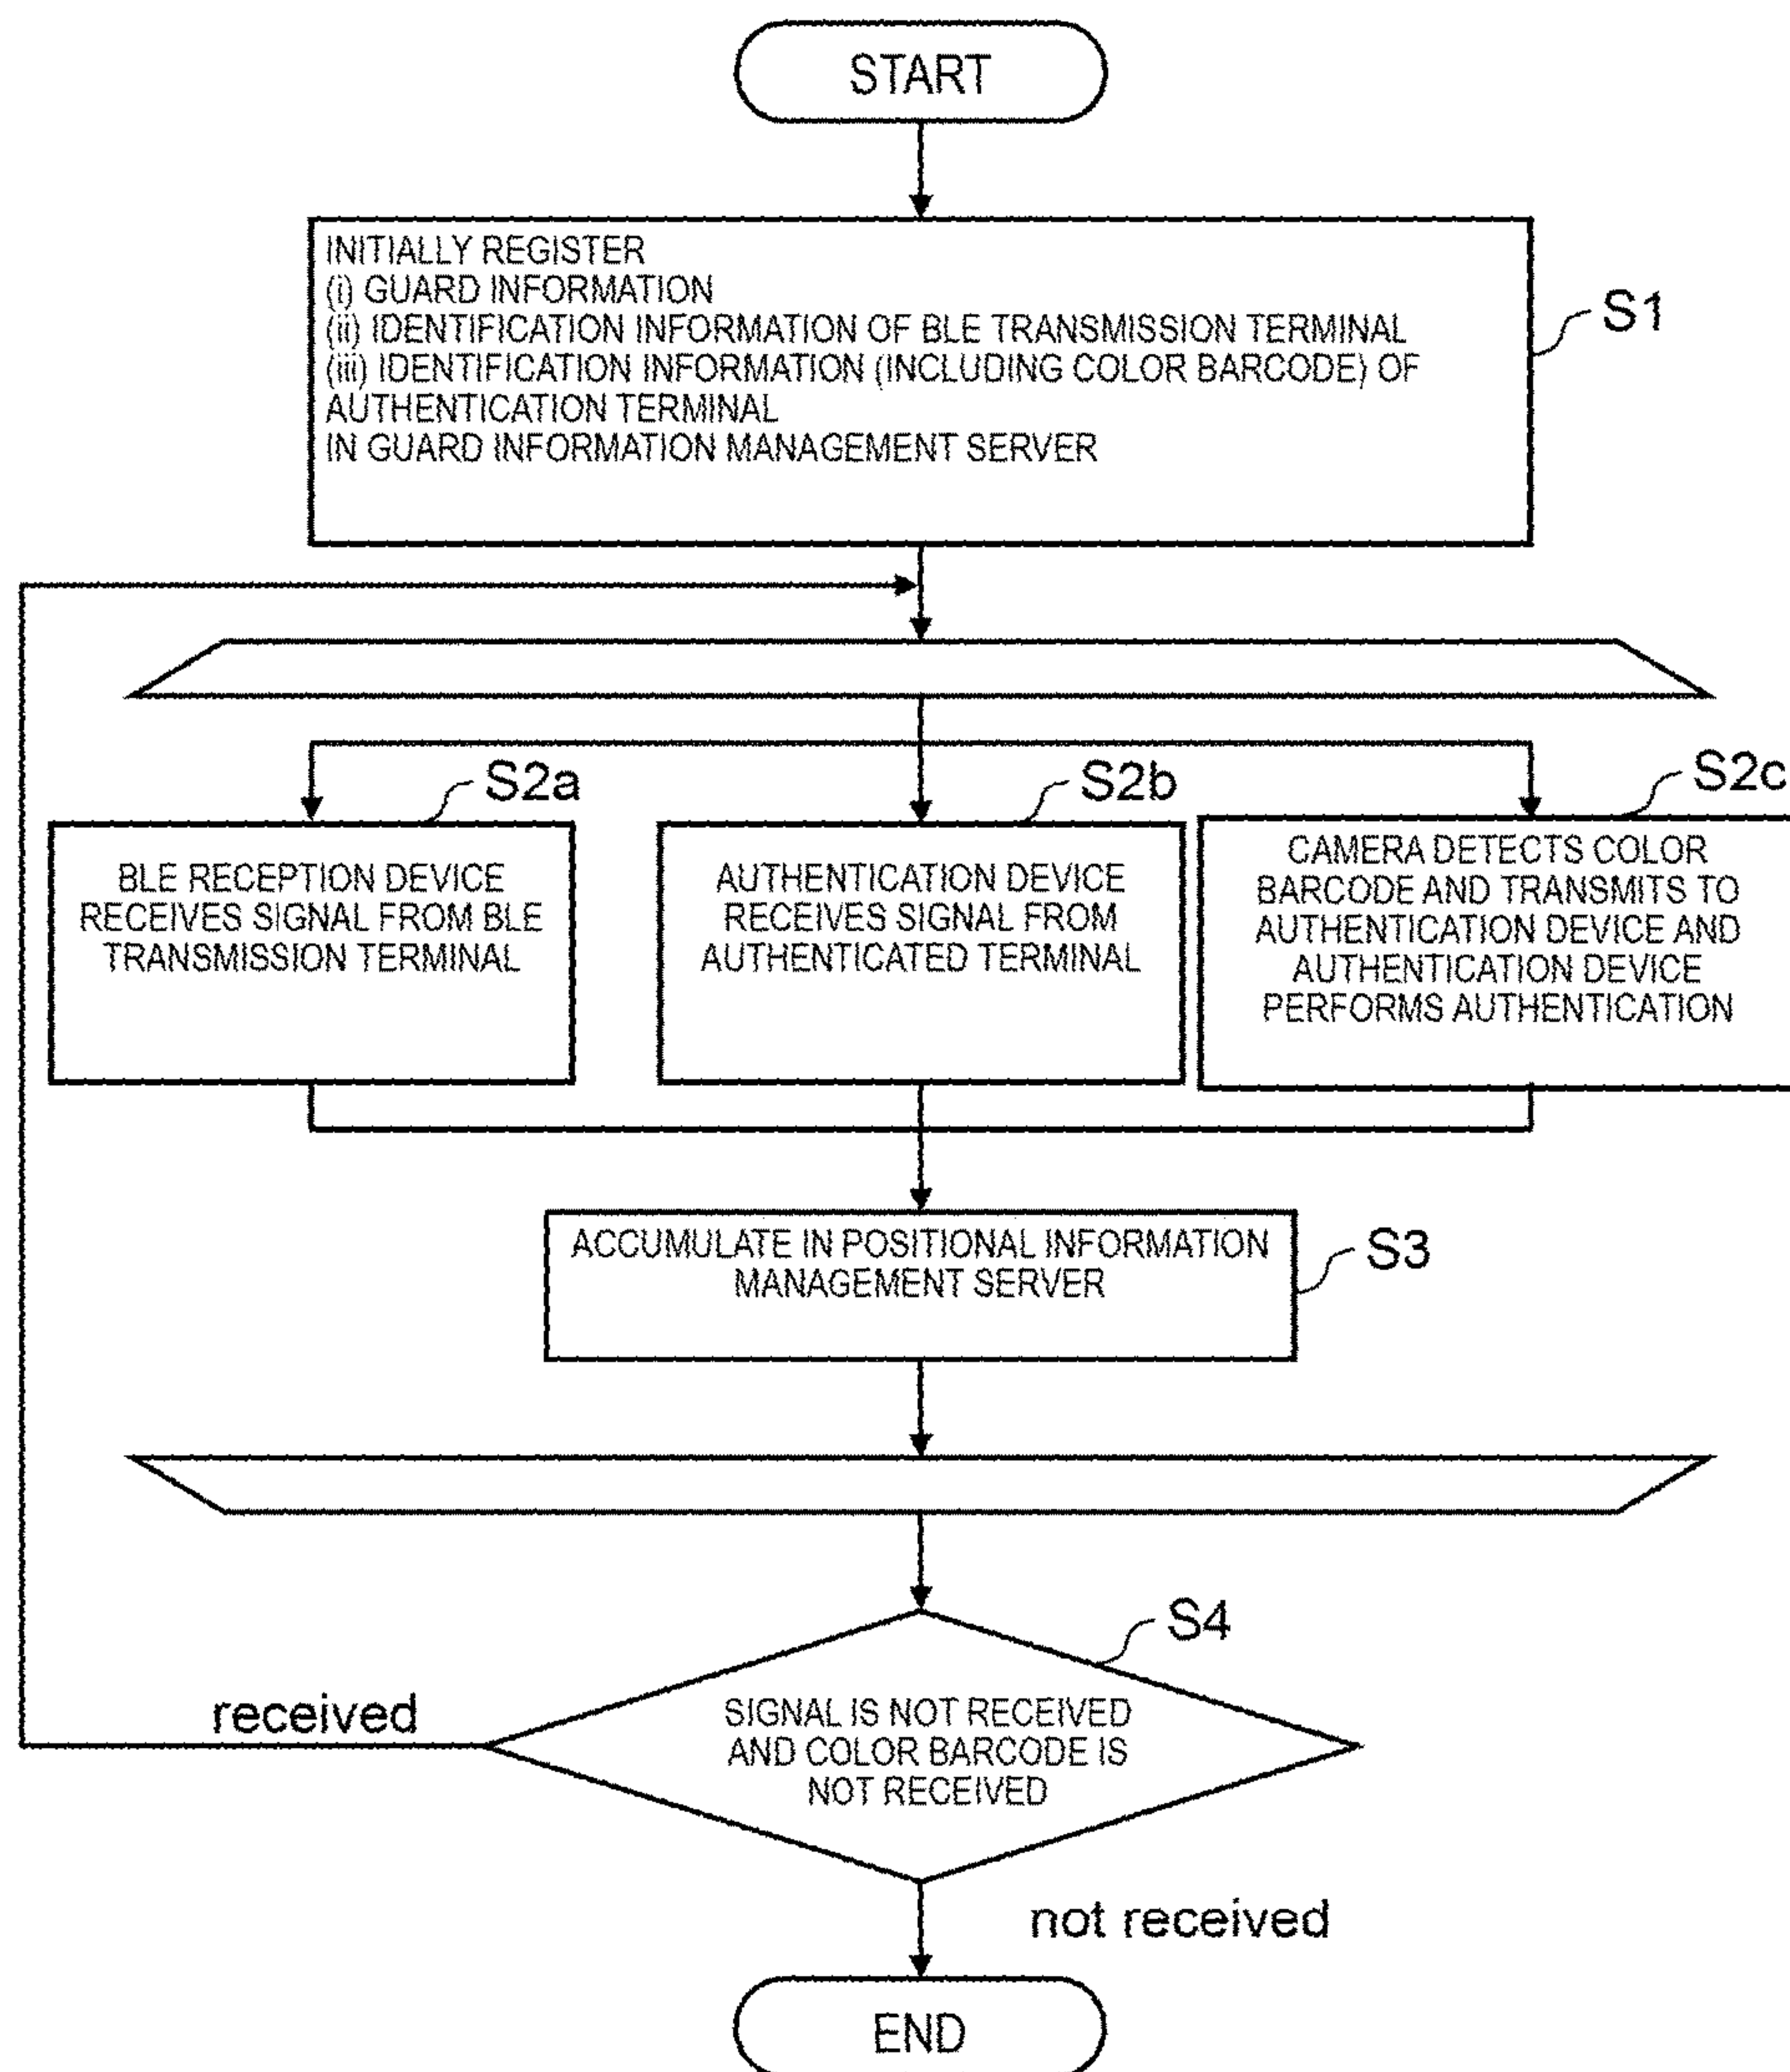 START
INITIALLY REGISTER
(i) GUARD INFORMATION
(ii) IDENTIFICATION INFORMATION OF BLE TRANSMISSION TERMINAL
(iii) IDENTIFICATION INFORMATION (INCLUDING COLOR BARCODE) OF
AUTHENTICATION TERMINAL
IN GUARD INFORMATION MANAGEMENT SERVER
S1
S2a
BLE RECEPTION DEVICE
RECEIVES SIGNAL FROM BLE
TRANSMISSION TERMINAL
S2b
AUTHENTICATION DEVICE
RECEIVES SIGNAL FROM
AUTHENTICATED TERMINAL
S2c
CAMERA DETECTS COLOR
BARCODE AND TRANSMITS TO
AUTHENTICATION DEVICE AND
AUTHENTICATION DEVICE
PERFORMS AUTHENTICATION
ACCUMULATE IN POSITIONAL INFORMATION
MANAGEMENT SERVER
S3
S4
SIGNAL IS NOT RECEIVED
AND COLOR BARCODE IS
NOT RECEIVED
received
not received
END